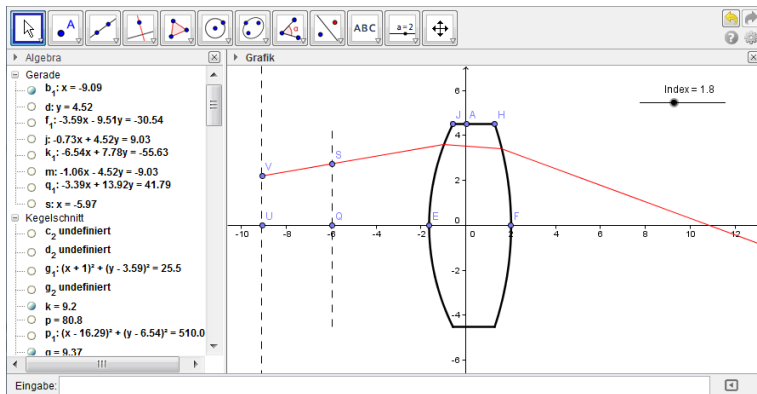 ABC
a = 2
Algebra
Grafik
Gerade
b₁: x = -9.09
d: y = 4.52
f₁: -3.59x - 9.51y = -30.54
j: -0.73x + 4.52y = 9.03
k₁: -6.54x + 7.78y = -55.63
m: -1.06x - 4.52y = -9.03
q₁: -3.39x + 13.92y = 41.79
s: x = -5.97
Kegelschnitt
c₂ undefiniert
d₂ undefiniert
g₁: (x + 1)² + (y - 3.59)² = 25.5
g₂ undefiniert
k = 9.2
p = 80.8
p₁: (x - 16.29)² + (y - 6.54)² = 510.0
q = 9.37
Index = 1.8
J A H
V S
U Q E F
6
4
2
0
-2
-4
-6
-10 -8 -6 -4 -2 0 2 4 6 8 10 12
Eingabe: